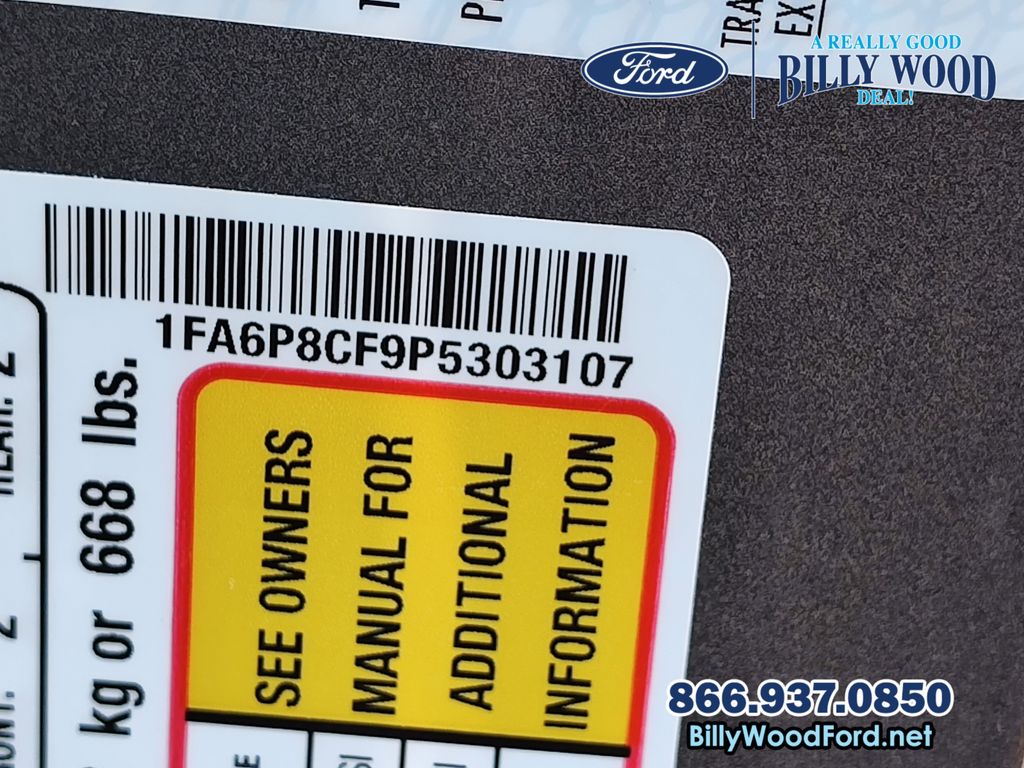 Ford
A REALLY GOOD
BILLY WOOD
DEAL!
1FA6P8CF9P5303107
kg or 668 lbs.
SEE OWNERS
MANUAL FOR
ADDITIONAL
INFORMATION
866.937.0850
BillyWoodFord.net